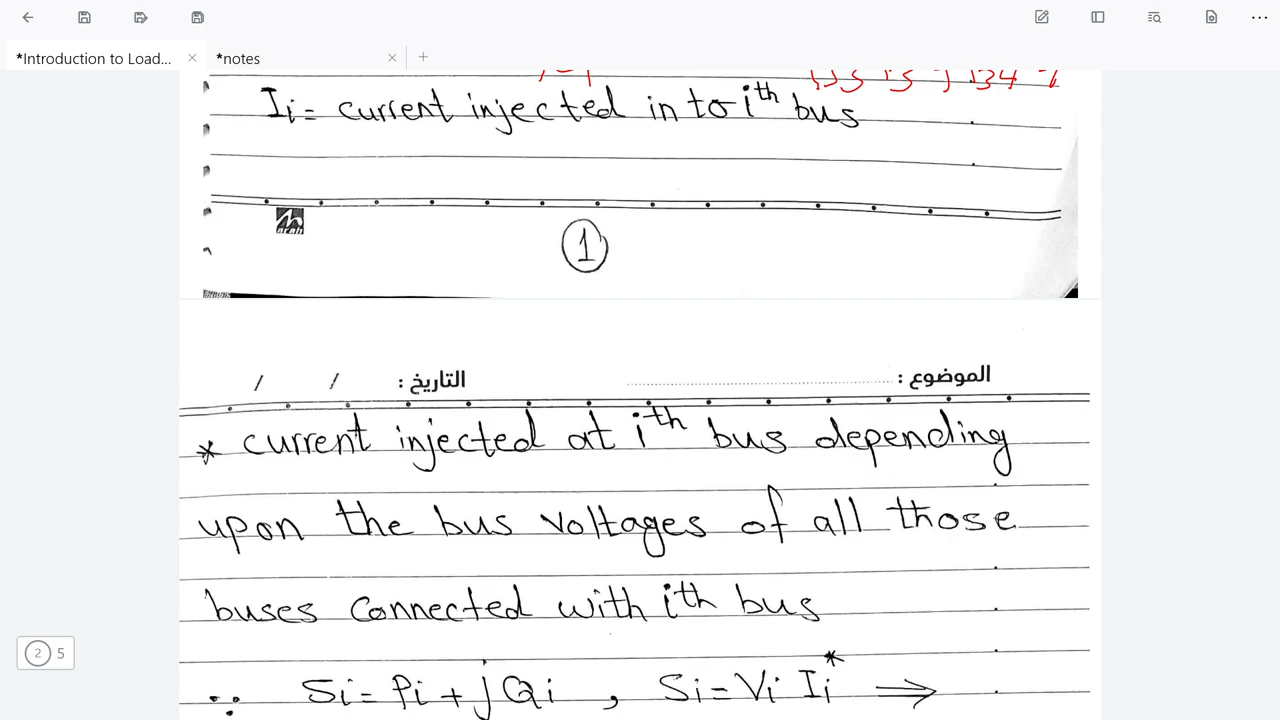 *Introduction to Load...
*notes
Ii = current injected in to ith bus
arab
1
الموضوع : التاريخ : / /
* current injected at ith bus depending
upon the bus voltages of all those
buses connected with ith bus
∵ Si = Pi + jQi , Si = Vi Ii* ⇒
2 5